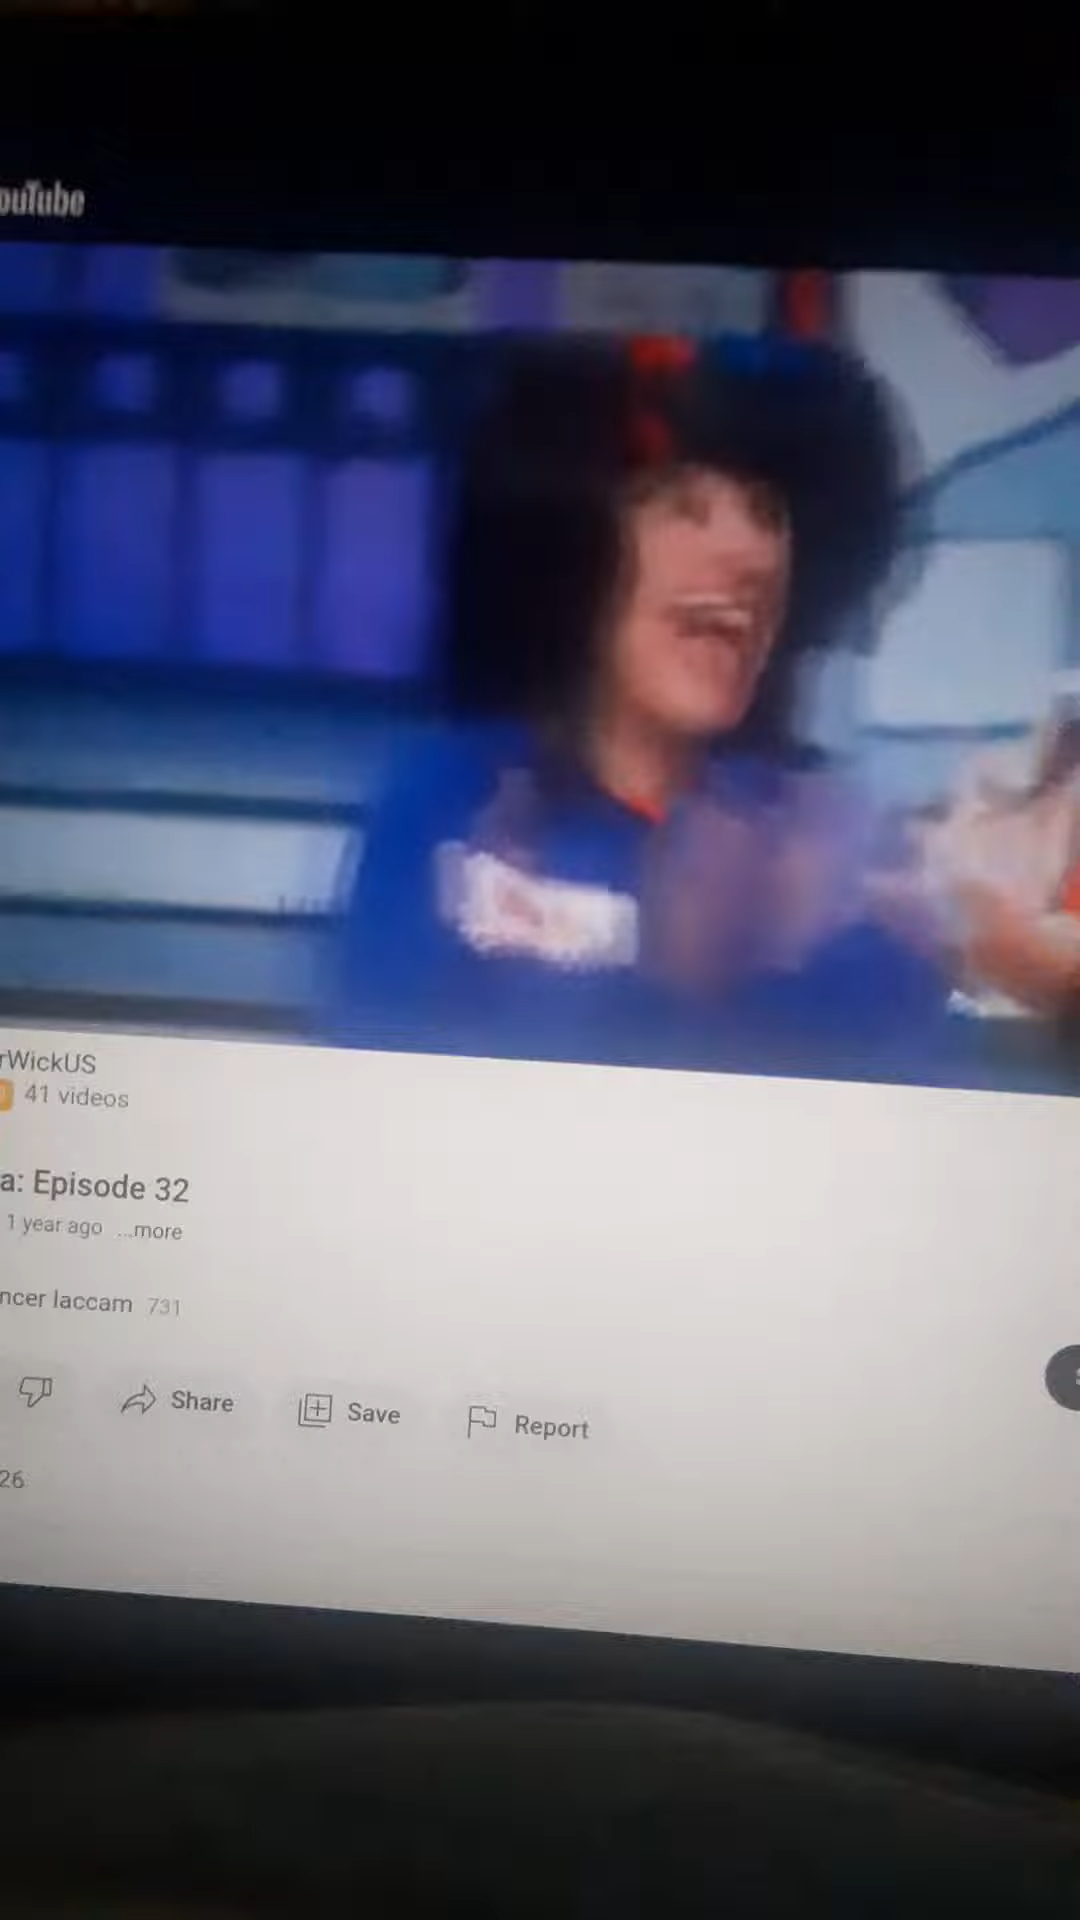 ouTube
rWickUS
41 videos
a: Episode 32
1 year ago ...more
ncer laccam 731
Share
Save
Report
26